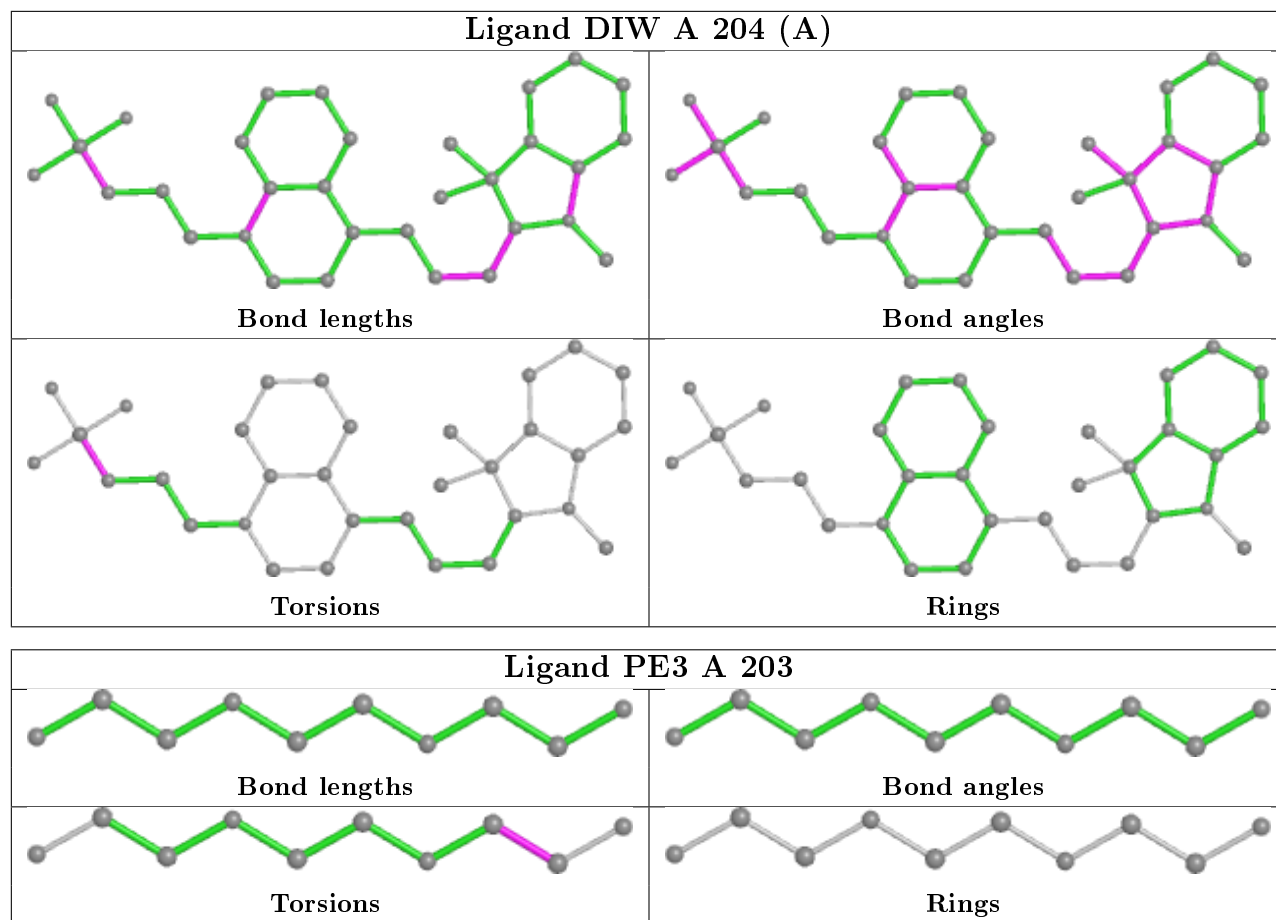 Ligand DIW A 204 (A)
Bond lengths
Bond angles
Torsions
Rings
Ligand PE3 A 203
Bond lengths
Bond angles
Torsions
Rings